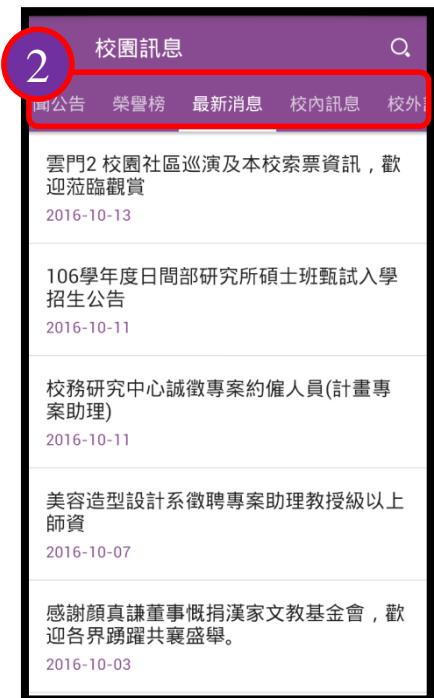 2
校園訊息
聞公告 榮譽榜 最新消息 校內訊息 校外
雲門2 校園社區巡演及本校索票資訊，歡
迎蒞臨觀賞
2016-10-13
106學年度日間部研究所碩士班甄試入學
招生公告
2016-10-11
校務研究中心誠徵專案約僱人員(計畫專
案助理)
2016-10-11
美容造型設計系徵聘專案助理教授級以上
師資
2016-10-07
感謝顏真謙董事慨捐漢家文教基金會，歡
迎各界踴躍共襄盛舉。
2016-10-03